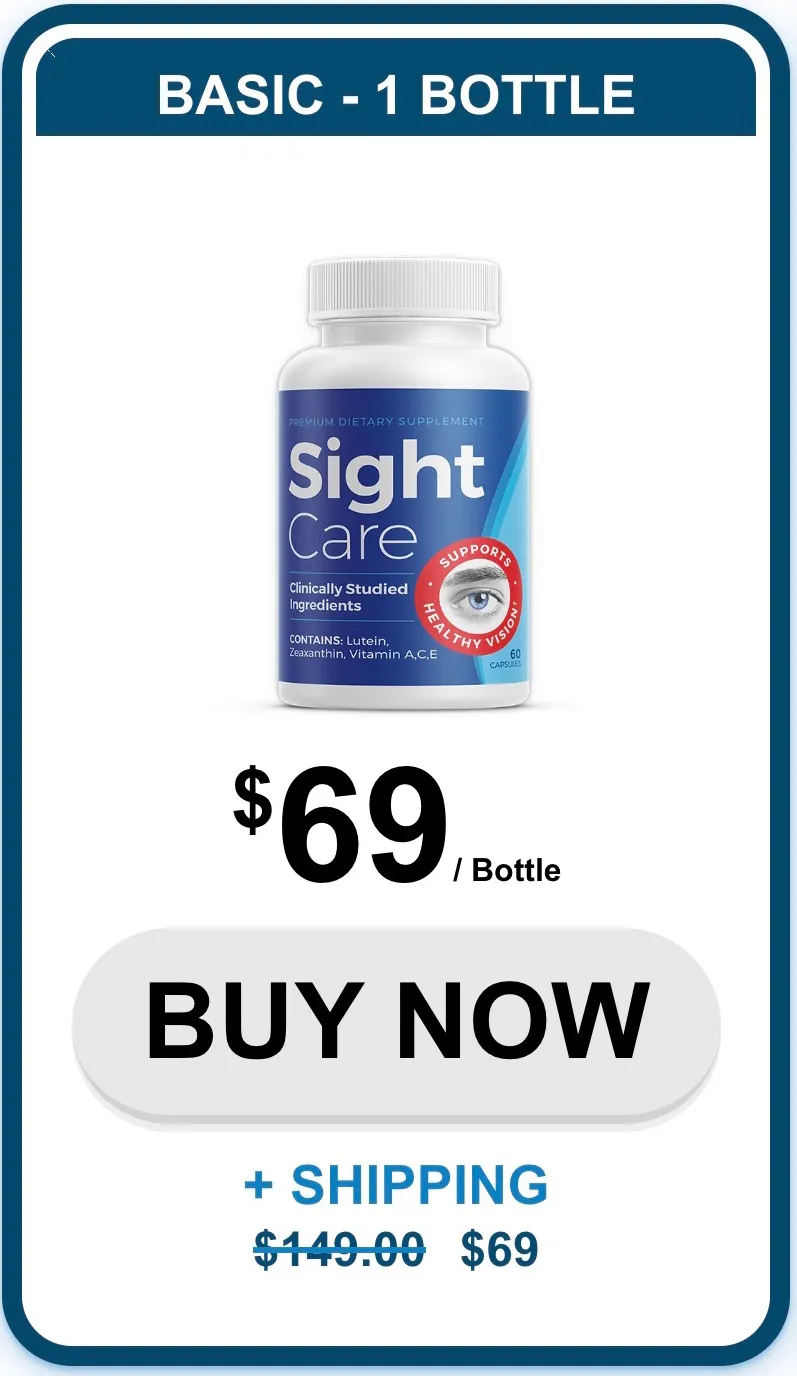 BASIC - 1 BOTTLE
PREMIUM DIETARY SUPPLEMENT
Sight
Care
Clinically Studied
Ingredients
CONTAINS: Lutein,
Zeaxanthin, Vitamin A,C,E
SUPPORTS
HEALTHY VISION†
60
CAPSULES
$69 / Bottle
BUY NOW
+ SHIPPING
$149.00 $69